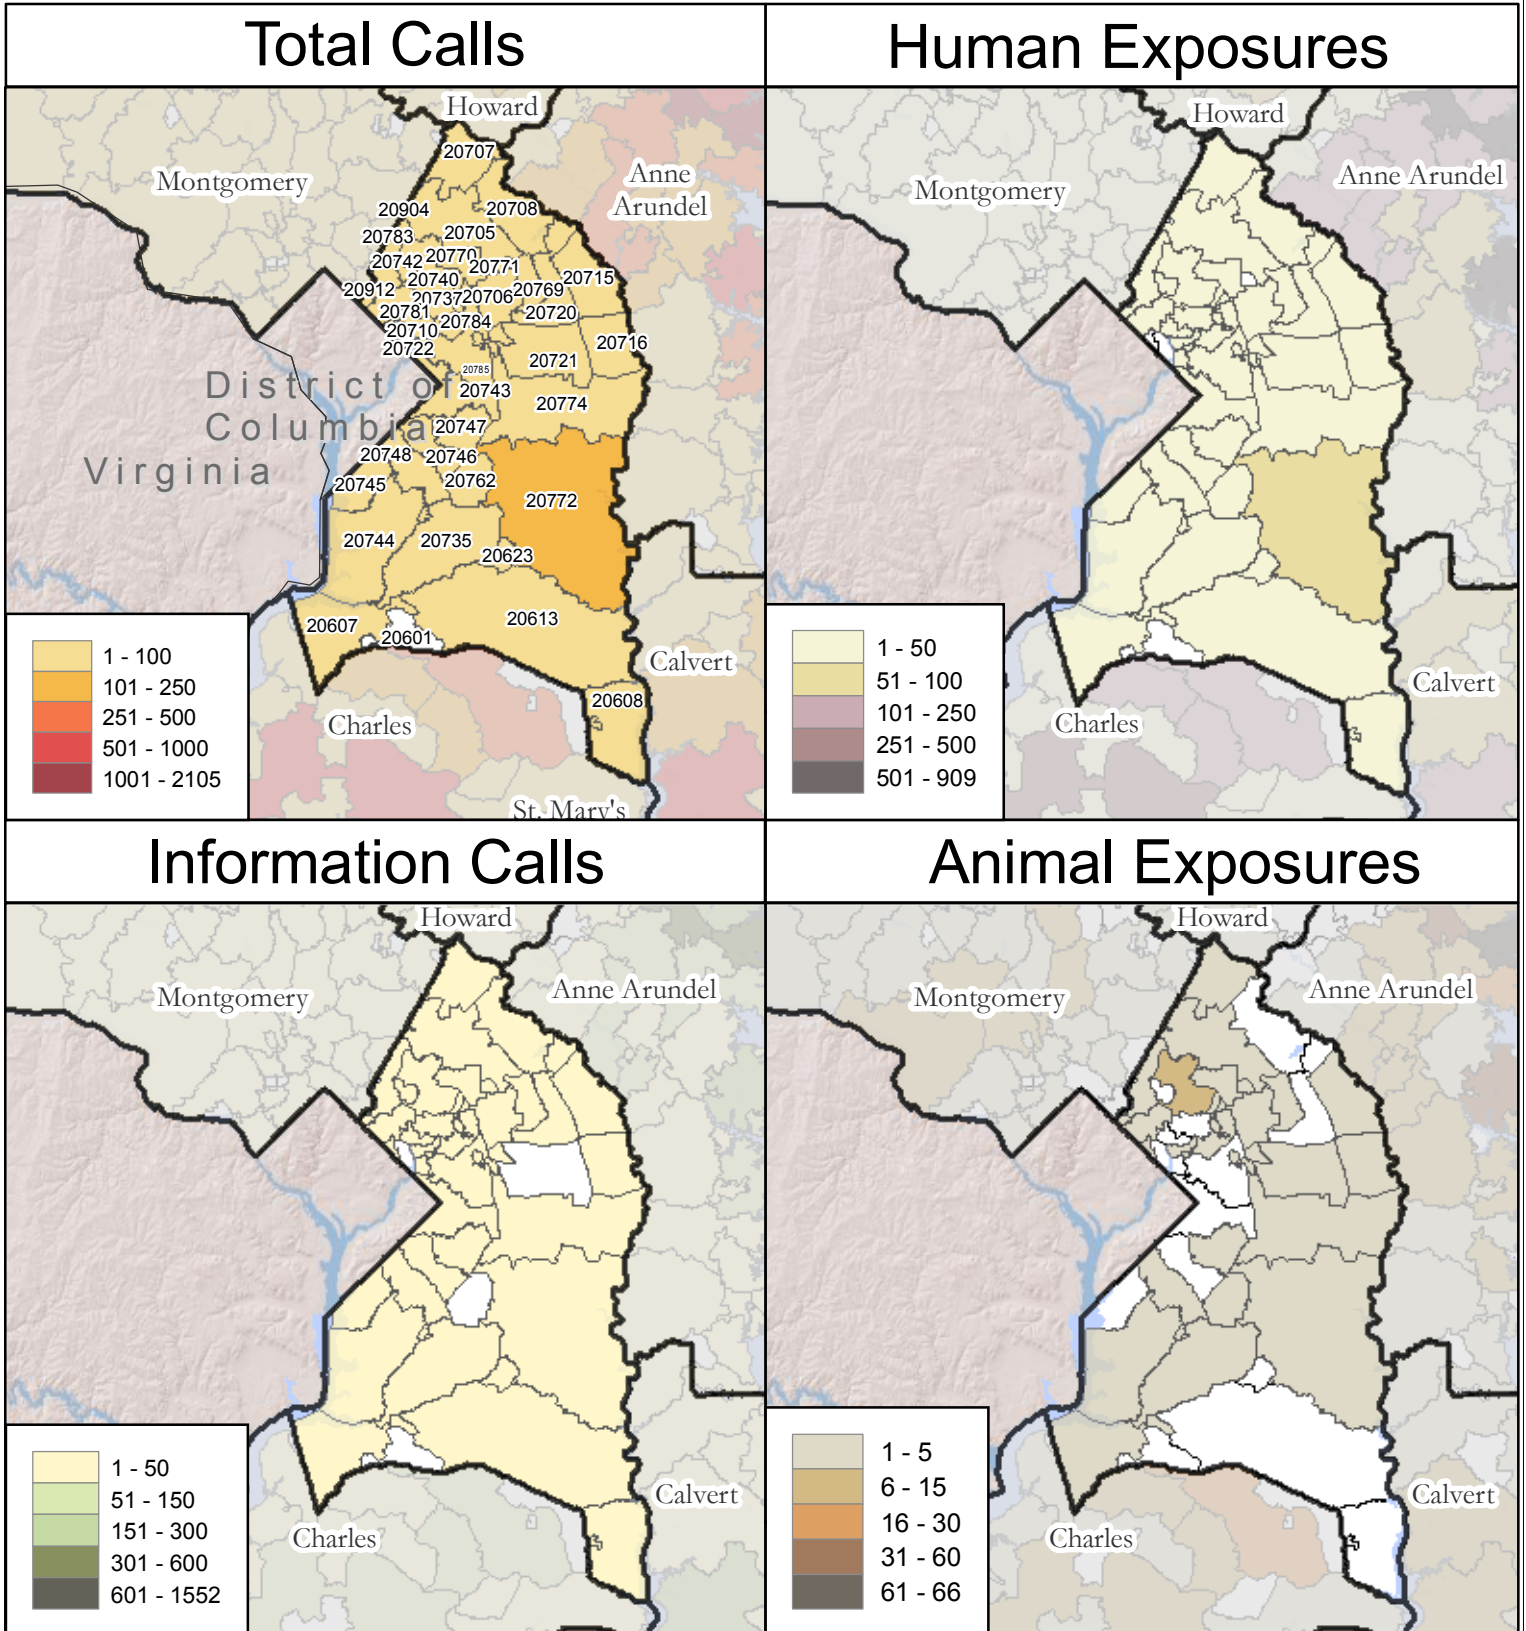 Total Calls
Howard
Montgomery
Anne
Arundel
20707
20904
20708
20783
20705
20742
20770
20771
20912
20740
20769
20715
20737
20706
20781
20720
20710
20784
20722
20716
20721
20785
20743
20774
District of
Columbia
20747
20748
20746
Virginia
20745
20762
20772
20744
20735
20623
20607
20601
20613
Calvert
20608
Charles
St. Mary's
1 - 100
101 - 250
251 - 500
501 - 1000
1001 - 2105
Human Exposures
Howard
Montgomery
Anne Arundel
Calvert
Charles
1 - 50
51 - 100
101 - 250
251 - 500
501 - 909
Information Calls
Howard
Montgomery
Anne Arundel
Calvert
Charles
1 - 50
51 - 150
151 - 300
301 - 600
601 - 1552
Animal Exposures
Howard
Montgomery
Anne Arundel
Calvert
Charles
1 - 5
6 - 15
16 - 30
31 - 60
61 - 66